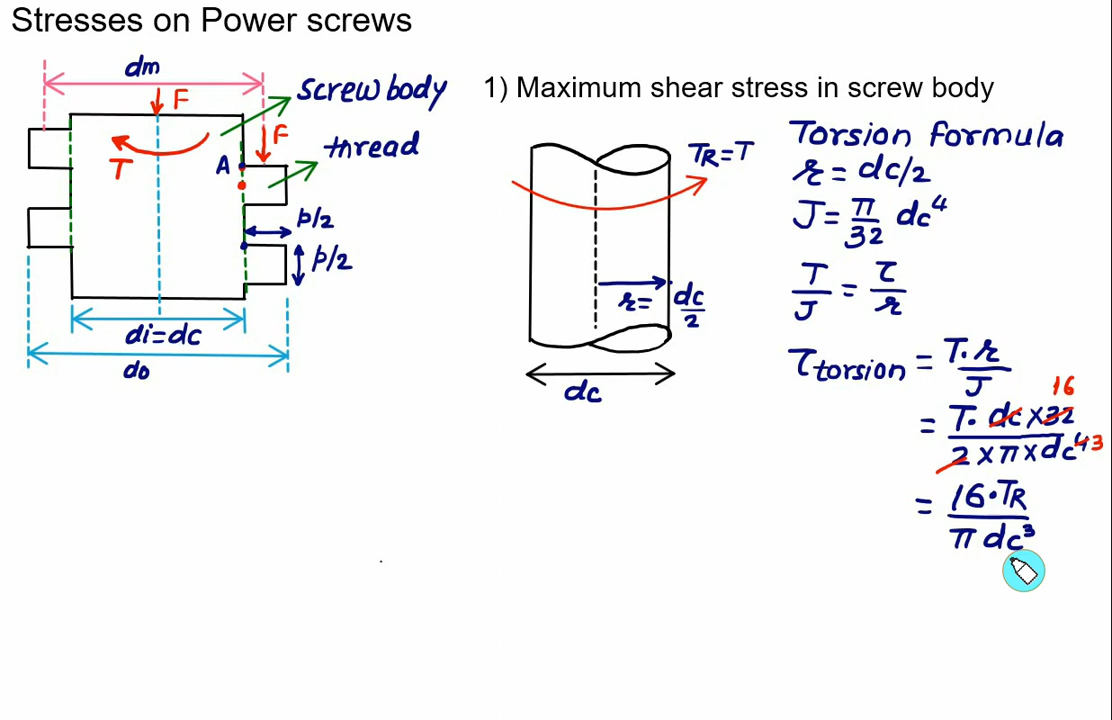 Stresses on Power screws
dm
F
screw body
F
T
A
thread
p/2
p/2
di=dc
do
1) Maximum shear stress in screw body
TR=T
r= dc/2
dc
Torsion formula
r = dc/2
J = π/32 dc⁴
T/J = τ/r
τtorsion = T.r/J
= T. dc x 32 16 / 2 x π x dc⁴ 3
= 16.TR / π dc³